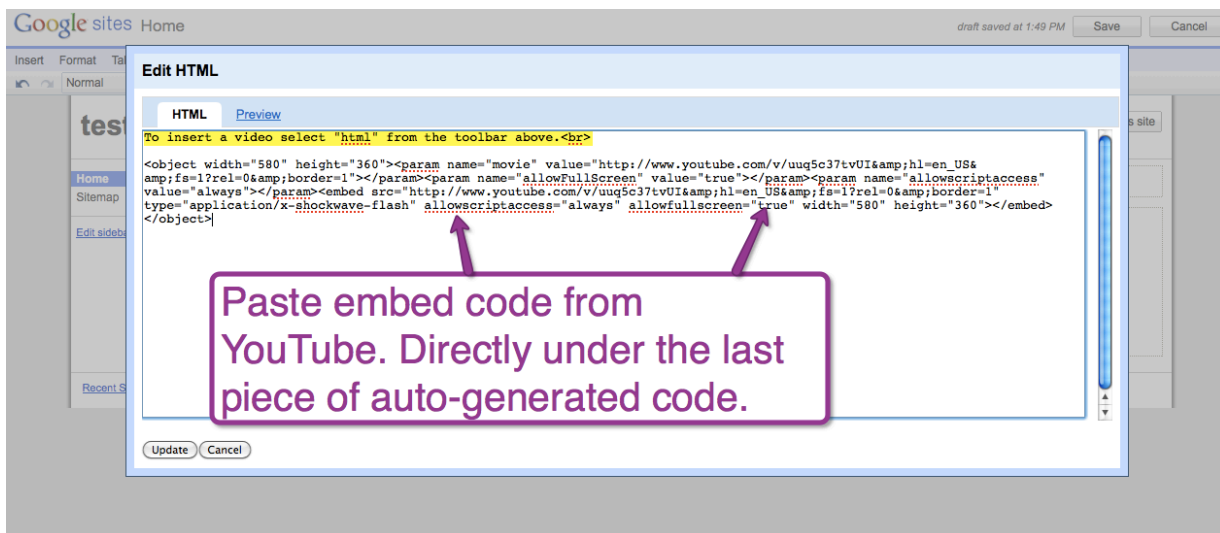 Google sites Home draft saved at 1:49 PM Save Cancel
Insert Format Ta
Normal
Edit HTML
HTML Preview
test
s site
To insert a video select "html" from the toolbar above.<br>
<object width="580" height="360"><param name="movie" value="http://www.youtube.com/v/uuq5c37tvUI&amp;hl=en_US&
amp;fs=1?rel=0&amp;border=1"></param><param name="allowFullScreen" value="true"></param><param name="allowscriptaccess"
value="always"></param><embed src="http://www.youtube.com/v/uuq5c37tvUI&amp;hl=en_US&amp;fs=1?rel=0&amp;border=1"
type="application/x-shockwave-flash" allowscriptaccess="always" allowfullscreen="true" width="580" height="360"></embed>
</object>
Home
Sitemap
Edit sideba
Recent S
Paste embed code from
YouTube. Directly under the last
piece of auto-generated code.
Update Cancel